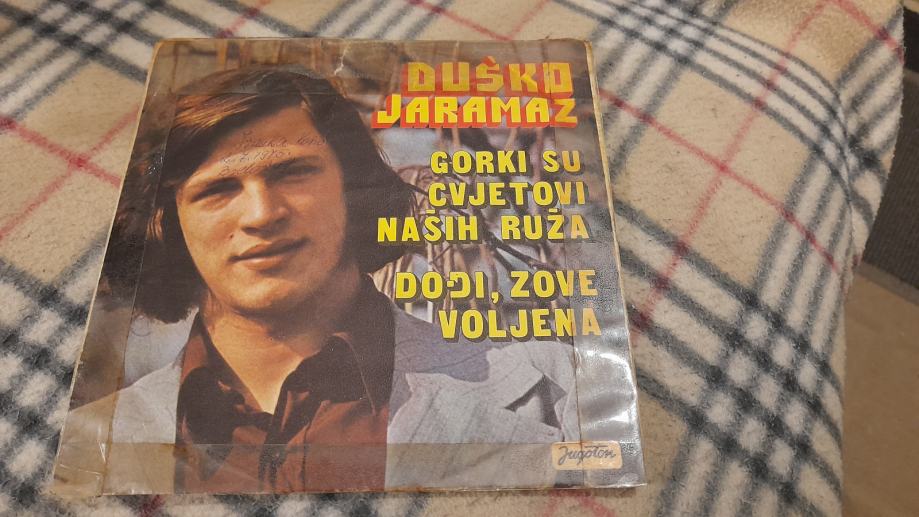 DUŠKO
JARAMAZ
GORKI SU
CVJETOVI
NAŠIH RUŽA
DOĐI, ZOVE
VOLJENA
Jugoton